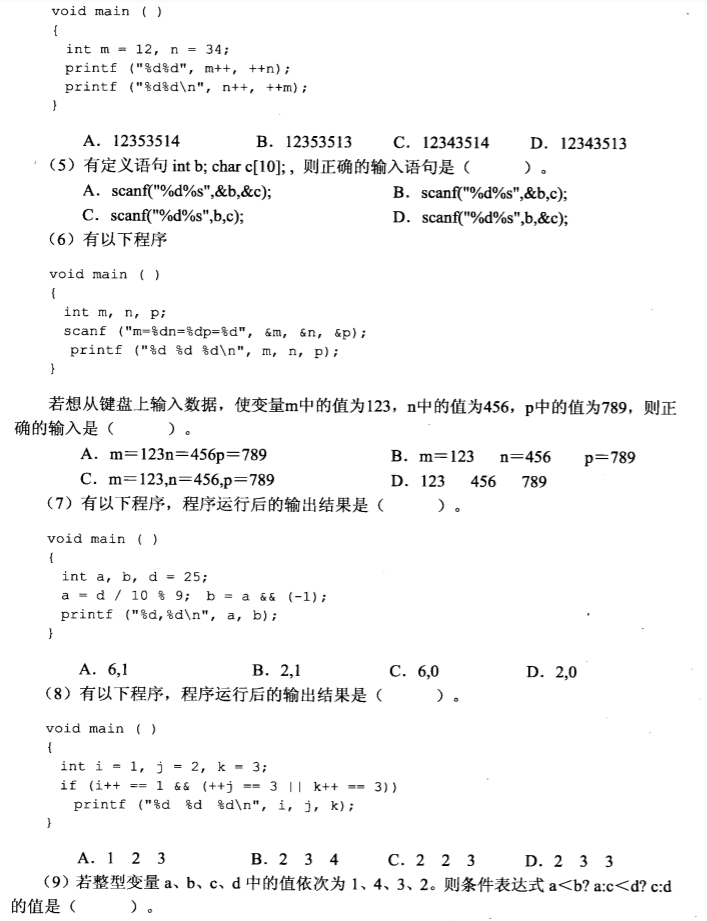 void main ( )
{
int m = 12, n = 34;
printf ("%d%d", m++, ++n);
printf ("%d%d\n", n++, ++m);
}
A. 12353514 B. 12353513 C. 12343514 D. 12343513
（5）有定义语句 int b; char c[10];，则正确的输入语句是（ ）。
A. scanf("%d%s",&b,&c); B. scanf("%d%s",&b,c);
C. scanf("%d%s",b,c); D. scanf("%d%s",b,&c);
（6）有以下程序
void main ( )
{
int m, n, p;
scanf ("m=%dn=%dp=%d", &m, &n, &p);
printf ("%d %d %d\n", m, n, p);
}
若想从键盘上输入数据，使变量m中的值为123，n中的值为456，p中的值为789，则正
确的输入是（ ）。
A. m＝123n＝456p＝789 B. m＝123 n＝456 p＝789
C. m＝123,n＝456,p＝789 D. 123 456 789
（7）有以下程序，程序运行后的输出结果是（ ）。
void main ( )
{
int a, b, d = 25;
a = d / 10 % 9; b = a && (-1);
printf ("%d,%d\n", a, b);
}
A. 6,1 B. 2,1 C. 6,0 D. 2,0
（8）有以下程序，程序运行后的输出结果是（ ）。
void main ( )
{
int i = 1, j = 2, k = 3;
if (i++ == 1 && (++j == 3 || k++ == 3))
printf ("%d %d %d\n", i, j, k);
}
A. 1 2 3 B. 2 3 4 C. 2 2 3 D. 2 3 3
（9）若整型变量 a、b、c、d 中的值依次为 1、4、3、2。则条件表达式 a＜b? a:c＜d? c:d
的值是（ ）。